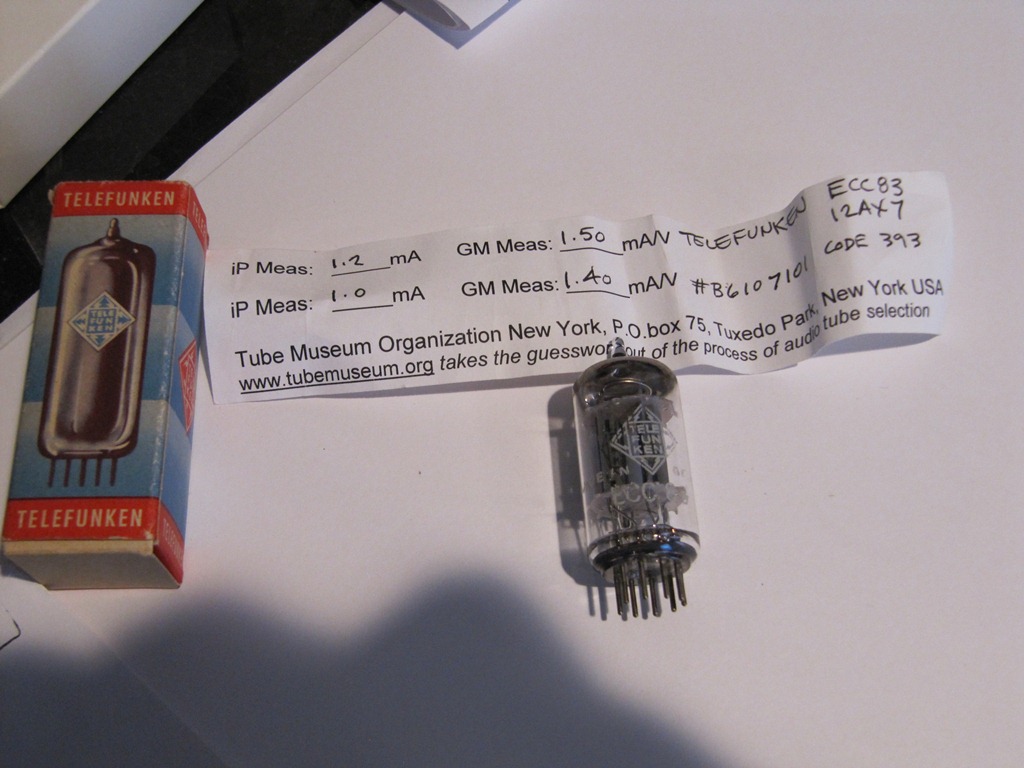 TELEFUNKEN
TELE
FUN
KEN
TELEFUNKEN
iP Meas: 1.2 mA GM Meas: 1.50 mA/V TELEFUNKEN ECC83
12AX7
iP Meas: 1.0 mA GM Meas: 1.40 mA/V #B6107101 CODE 393
Tube Museum Organization New York, P.O.box 75, Tuxedo Park, New York USA
www.tubemuseum.org takes the guesswork out of the process of audio tube selection
TELE
FUN
KEN
ECC